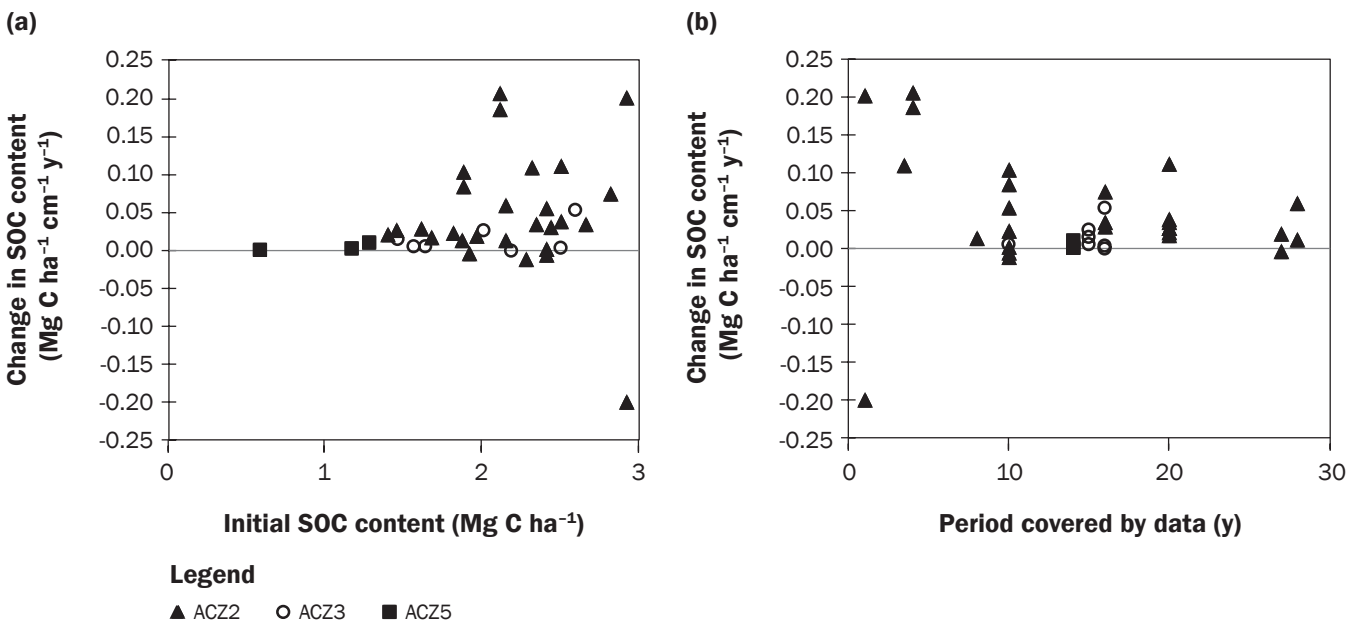 (a)
Change in SOC content
(Mg C ha⁻¹ cm⁻¹ y⁻¹)
0.25
0.20
0.15
0.10
0.05
0.00
-0.05
-0.10
-0.15
-0.20
-0.25
0 1 2 3
Initial SOC content (Mg C ha⁻¹)
(b)
Change in SOC content
(Mg C ha⁻¹ cm⁻¹ y⁻¹)
0.25
0.20
0.15
0.10
0.05
0.00
-0.05
-0.10
-0.15
-0.20
-0.25
0 10 20 30
Period covered by data (y)
Legend
ACZ2 ACZ3 ACZ5